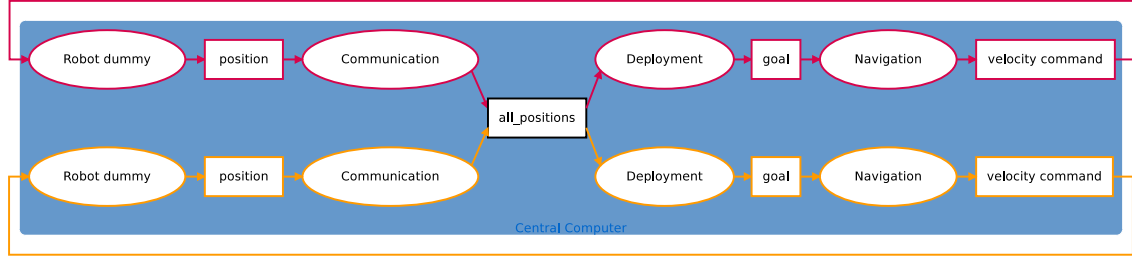 Robot dummy
position
Communication
Deployment
goal
Navigation
velocity command
all_positions
Robot dummy
position
Communication
Deployment
goal
Navigation
velocity command
Central Computer